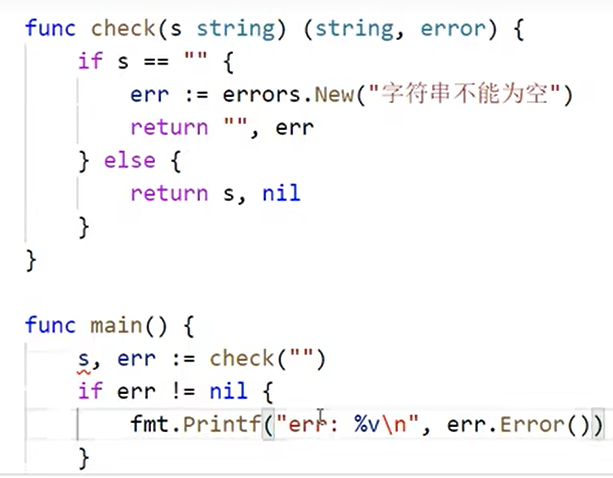 func check(s string) (string, error) {
    if s == "" {
        err := errors.New("字符串不能为空")
        return "", err
    } else {
        return s, nil
    }
}
func main() {
    s, err := check("")
    if err != nil {
        fmt.Printf("err: %v\n", err.Error())
    }